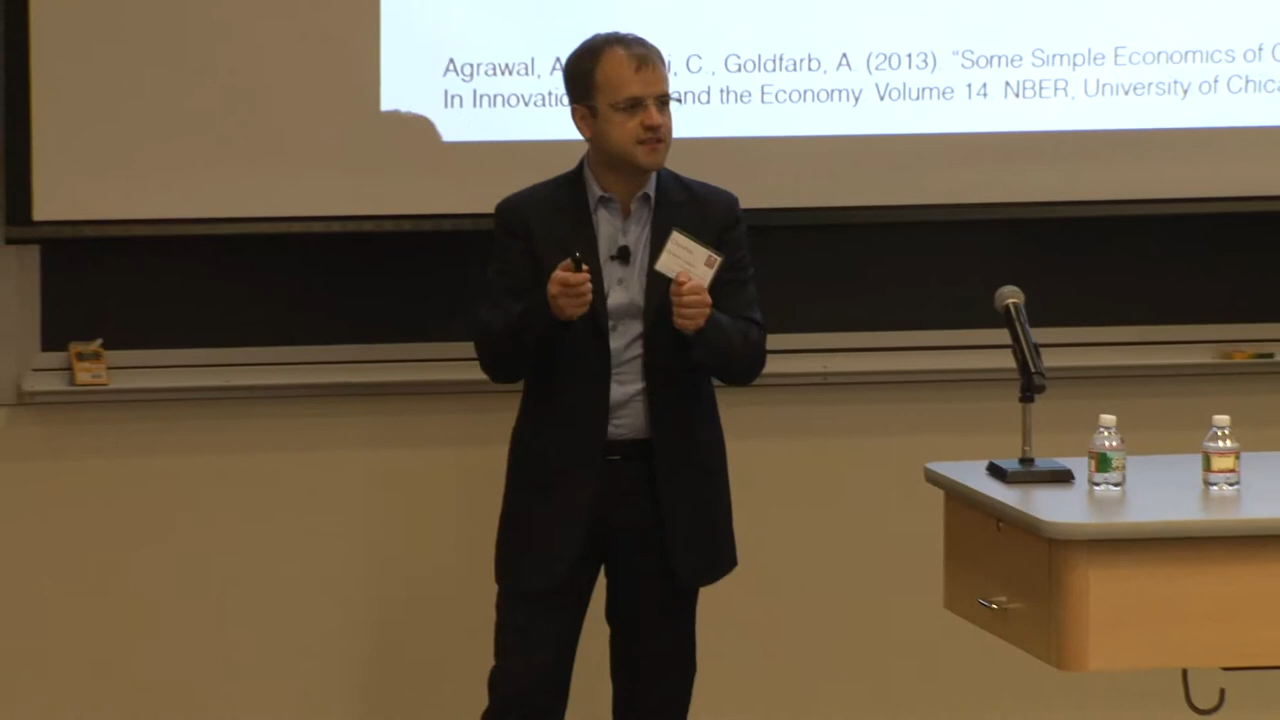 Agrawal, A i, C., Goldfarb, A. (2013) "Some Simple Economics of C
In Innovatio and the Economy Volume 14 NBER, University of Chica